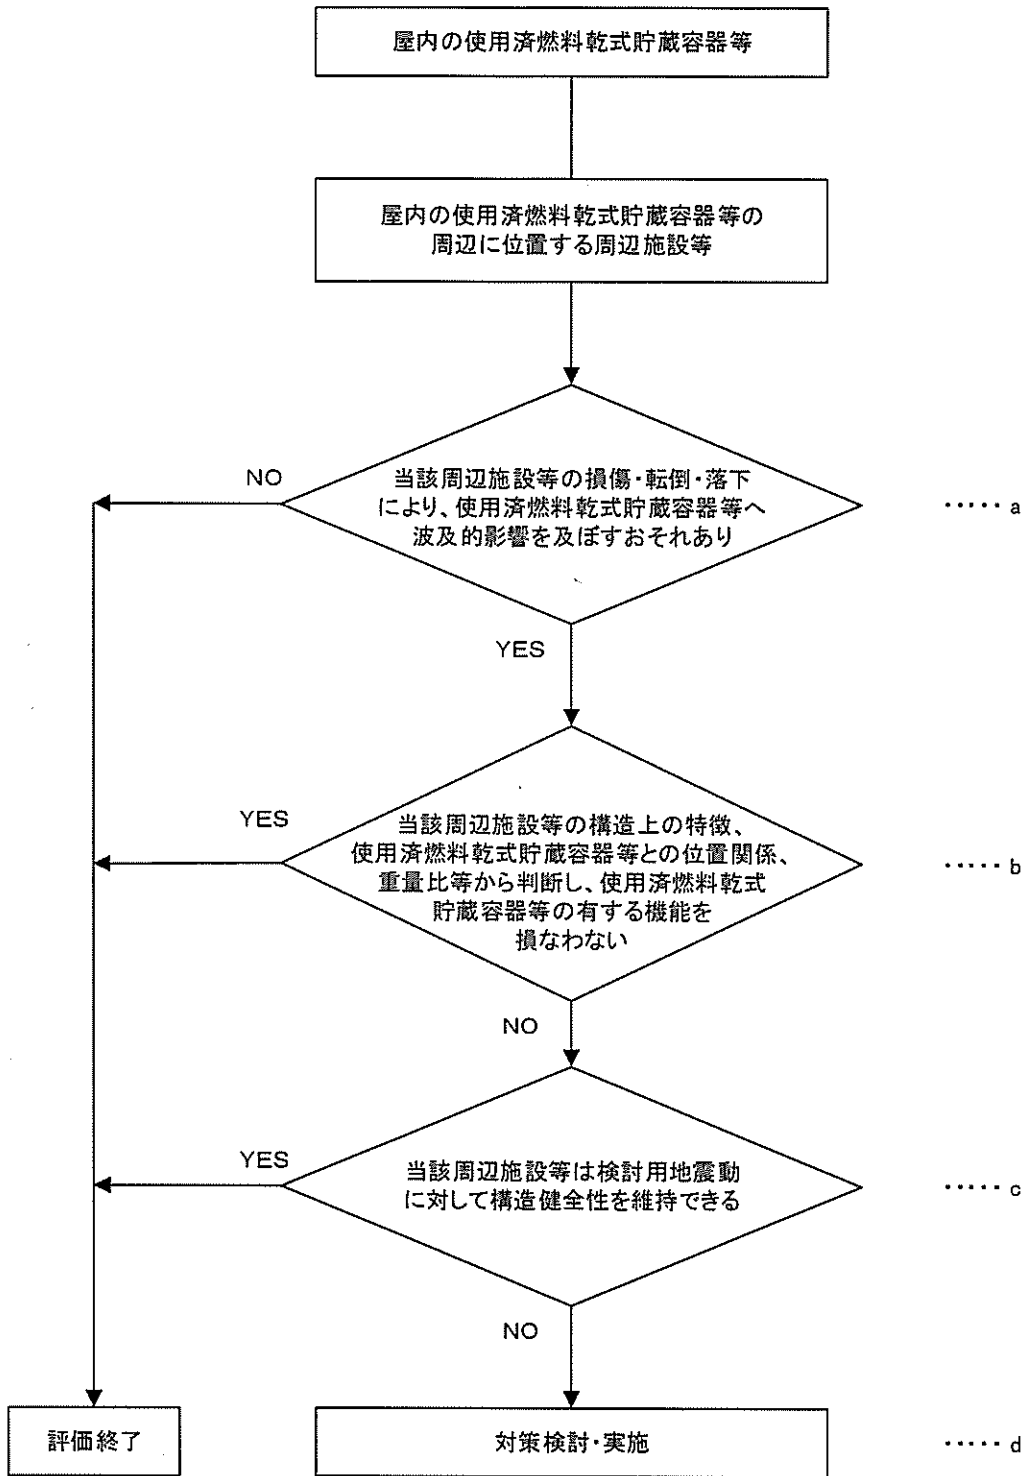 屋内の使用済燃料乾式貯蔵容器等
屋内の使用済燃料乾式貯蔵容器等の
周辺に位置する周辺施設等
NO
当該周辺施設等の損傷・転倒・落下
により、使用済燃料乾式貯蔵容器等へ
波及的影響を及ぼすおそれあり
・・・・・ a
YES
YES
当該周辺施設等の構造上の特徴、
使用済燃料乾式貯蔵容器等との位置関係、
重量比等から判断し、使用済燃料乾式
貯蔵容器等の有する機能を
損なわない
・・・・・ b
NO
YES
当該周辺施設等は検討用地震動
に対して構造健全性を維持できる
・・・・・ c
NO
評価終了
対策検討・実施
・・・・・ d